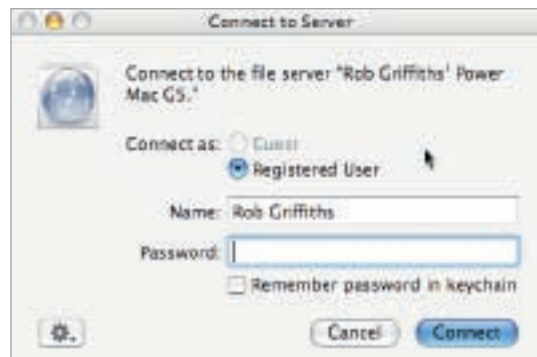 Connect to Server
Connect to the file server "Rob Griffiths' Power
Mac G5."
Connect as: Guest
Registered User
Name: Rob Griffiths
Password:
Remember password in keychain
Cancel Connect